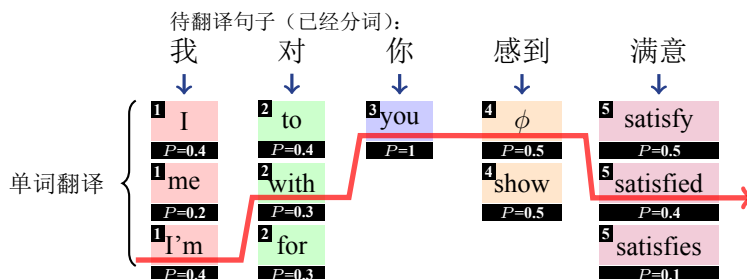 待翻译句子（已经分词）:
我 对 你 感到 满意
1 I 2 to 3 you 4 ϕ 5 satisfy
P=0.4 P=0.4 P=1 P=0.5 P=0.5
单词翻译
1 me 2 with 4 show 5 satisfied
P=0.2 P=0.3 P=0.5 P=0.4
1 I'm 2 for 5 satisfies
P=0.4 P=0.3 P=0.1